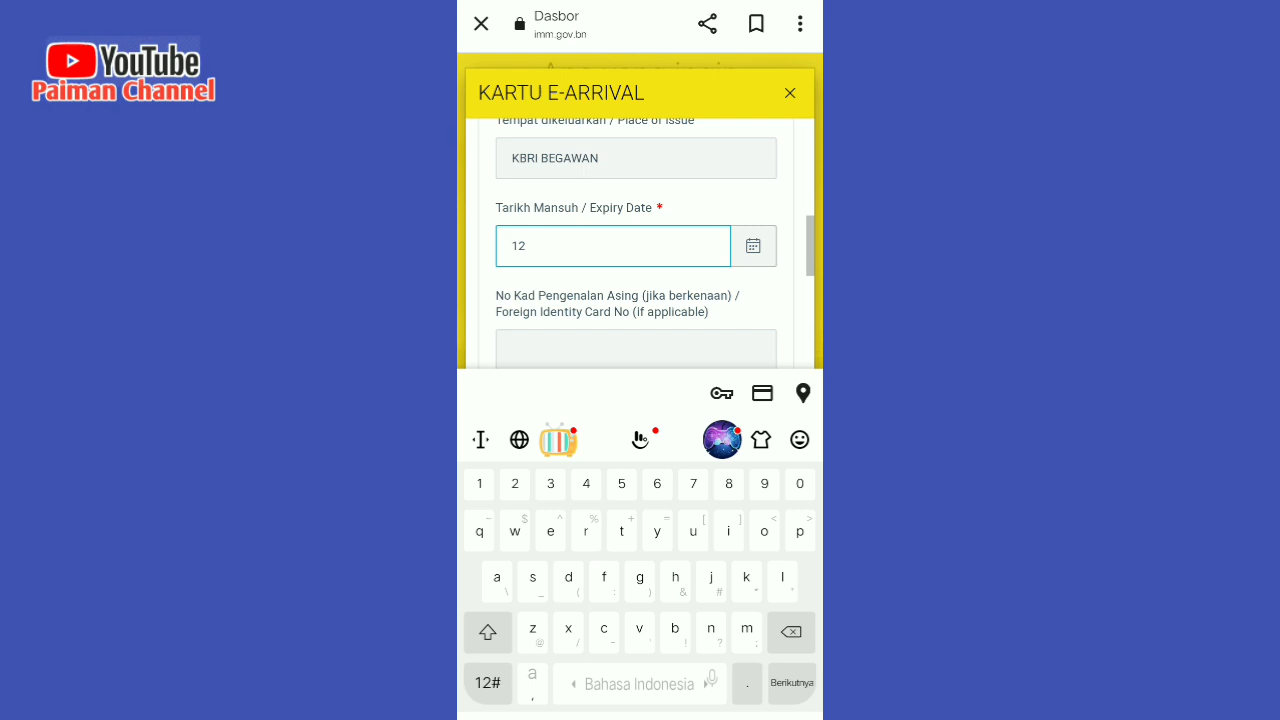 YouTube
Paiman Channel
Dasbor
imm.gov.bn
KARTU E-ARRIVAL
Tempat dikeluarkan / Place of Issue
KBRI BEGAWAN
Tarikh Mansuh / Expiry Date *
12
No Kad Pengenalan Asing (jika berkenaan) /
Foreign Identity Card No (if applicable)
1 2 3 4 5 6 7 8 9 0
q w e r t y u i o p
a s d f g h j k l
z x c v b n m
12# a , Bahasa Indonesia . Berikutnya